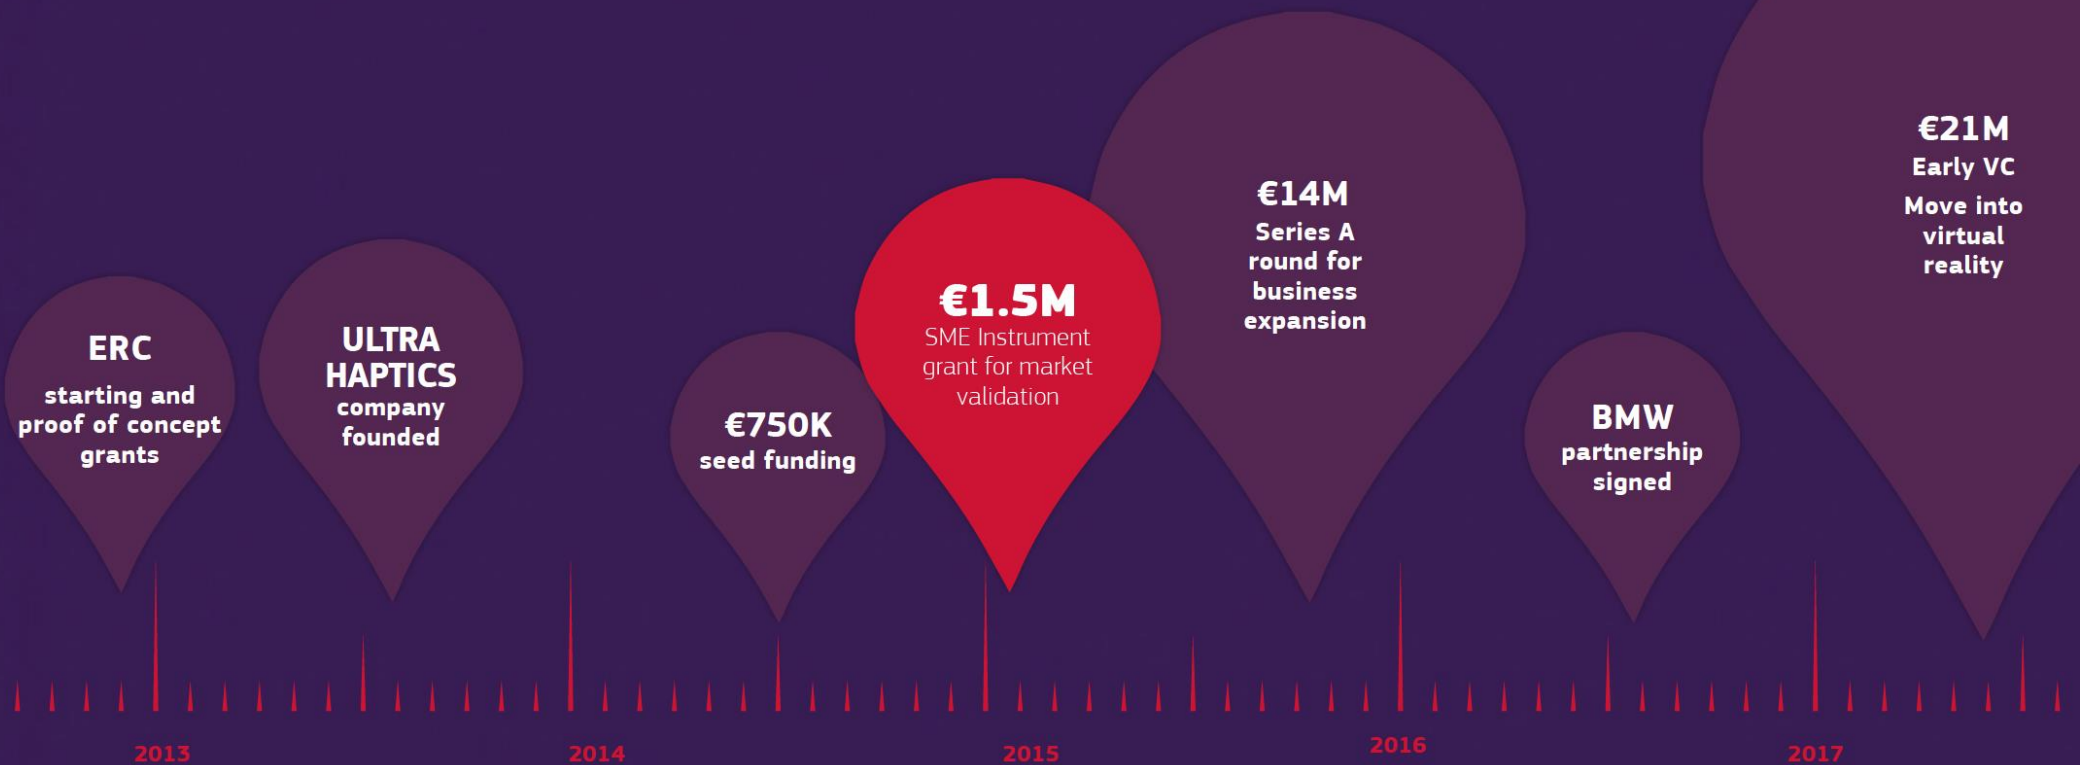 ERC
starting and
proof of concept
grants
ULTRA
HAPTICS
company
founded
€750K
seed funding
€1.5M
SME Instrument
grant for market
validation
€14M
Series A
round for
business
expansion
BMW
partnership
signed
€21M
Early VC
Move into
virtual
reality
2013
2014
2015
2016
2017